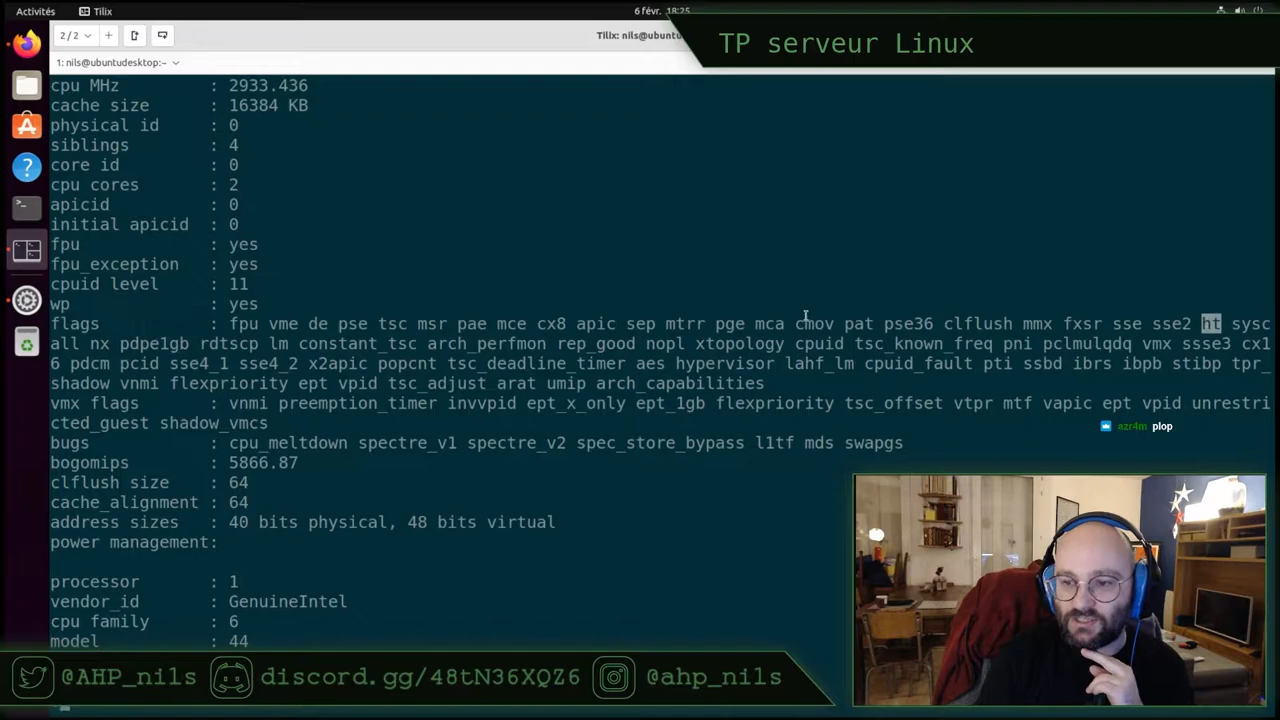 Activités
Tilix
6 févr. 18:25
2/2
Tilix: nils@ubuntu
TP serveur Linux
1: nils@ubuntudesktop:~
cpu MHz : 2933.436
cache size : 16384 KB
physical id : 0
siblings : 4
core id : 0
cpu cores : 2
apicid : 0
initial apicid : 0
fpu : yes
fpu_exception : yes
cpuid level : 11
wp : yes
flags : fpu vme de pse tsc msr pae mce cx8 apic sep mtrr pge mca cmov pat pse36 clflush mmx fxsr sse sse2 ht sysc
all nx pdpe1gb rdtscp lm constant_tsc arch_perfmon rep_good nopl xtopology cpuid tsc_known_freq pni pclmulqdq vmx ssse3 cx1
6 pdcm pcid sse4_1 sse4_2 x2apic popcnt tsc_deadline_timer aes hypervisor lahf_lm cpuid_fault pti ssbd ibrs ibpb stibp tpr_
shadow vnmi flexpriority ept vpid tsc_adjust arat umip arch_capabilities
vmx flags : vnmi preemption_timer invvpid ept_x_only ept_1gb flexpriority tsc_offset vtpr mtf vapic ept vpid unrestri
cted_guest shadow_vmcs
azr4m plop
bugs : cpu_meltdown spectre_v1 spectre_v2 spec_store_bypass l1tf mds swapgs
bogomips : 5866.87
clflush size : 64
cache_alignment : 64
address sizes : 40 bits physical, 48 bits virtual
power management:
processor : 1
vendor_id : GenuineIntel
cpu family : 6
model : 44
@AHP_nils
discord.gg/48tN36XQZ6
@ahp_nils